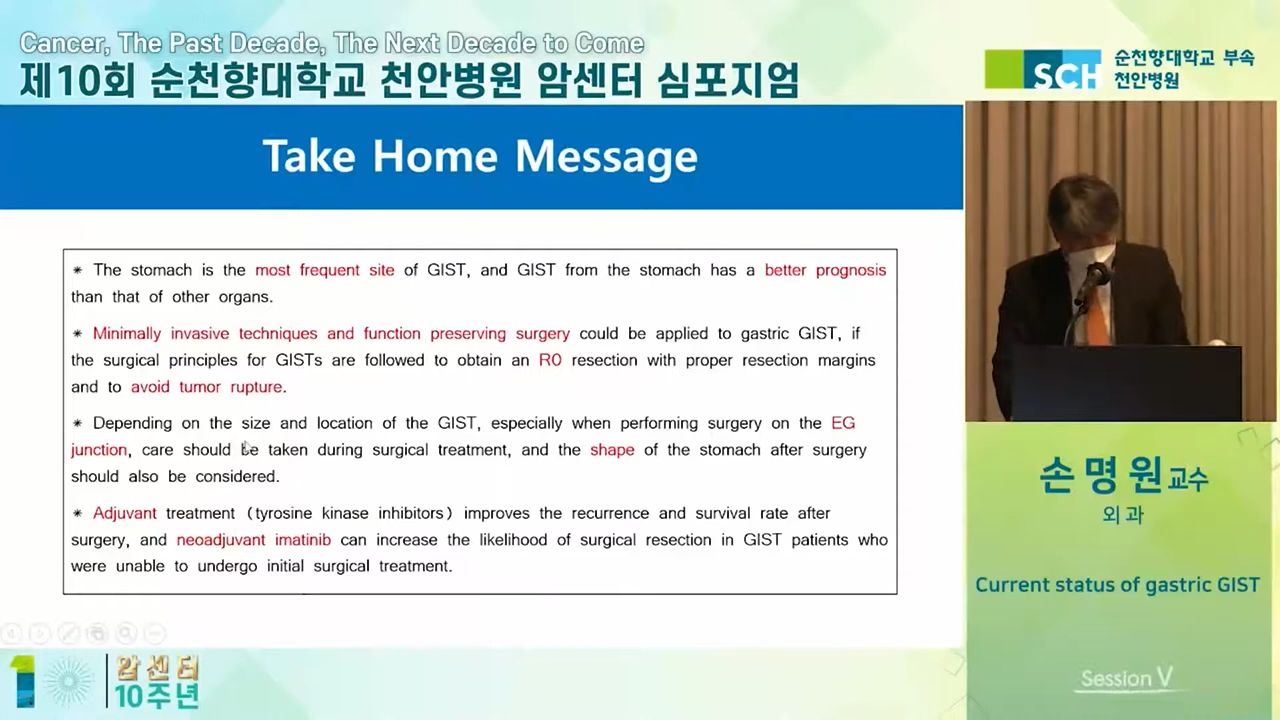 Cancer, The Past Decade, The Next Decade to Come
제10회 순천향대학교 천안병원 암센터 심포지엄
SCH
순천향대학교 부속
천안병원
Take Home Message
* The stomach is the most frequent site of GIST, and GIST from the stomach has a better prognosis
than that of other organs.
* Minimally invasive techniques and function preserving surgery could be applied to gastric GIST, if
the surgical principles for GISTs are followed to obtain an R0 resection with proper resection margins
and to avoid tumor rupture.
* Depending on the size and location of the GIST, especially when performing surgery on the EG
junction, care should be taken during surgical treatment, and the shape of the stomach after surgery
should also be considered.
* Adjuvant treatment (tyrosine kinase inhibitors) improves the recurrence and survival rate after
surgery, and neoadjuvant imatinib can increase the likelihood of surgical resection in GIST patients who
were unable to undergo initial surgical treatment.
손명원교수
외과
Current status of gastric GIST
Session V
10
암센터
10주년